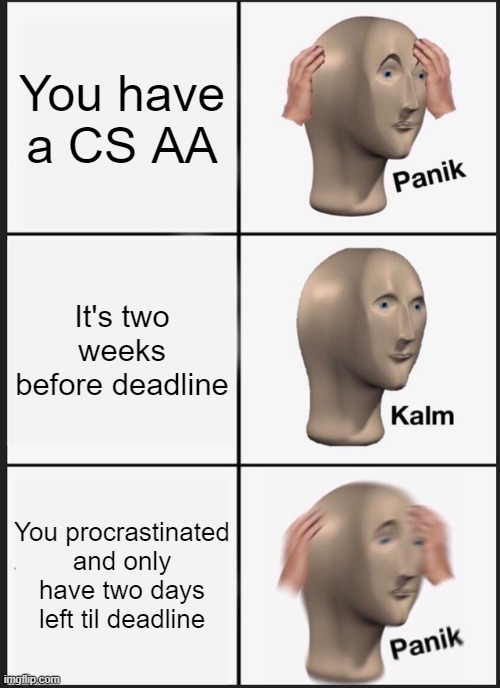 You have
a CS AA
Panik
It's two
weeks
before deadline
Kalm
You procrastinated
and only
have two days
left til deadline
Panik
imgflip.com